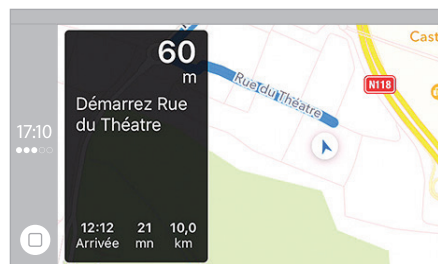 60
m
Démarrez Rue
du Théatre
17:10
12:12 21 10,0
Arrivée mn km
Rue du Théatre
N118
Cast